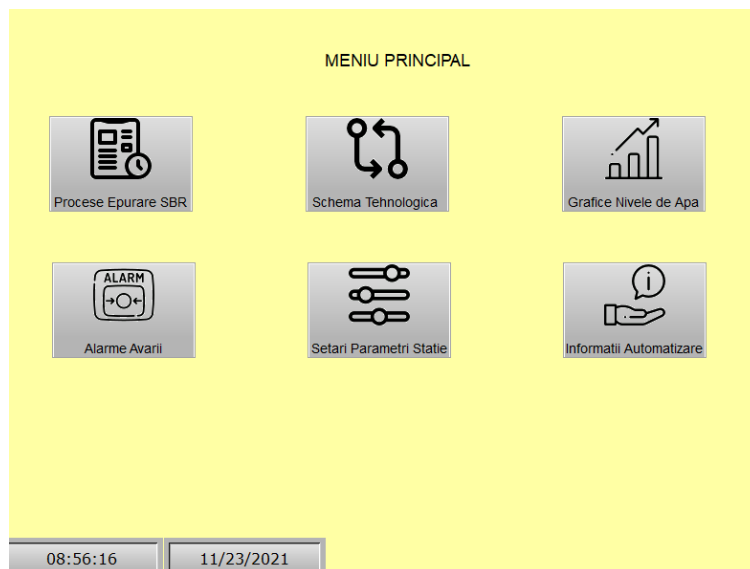 MENIU PRINCIPAL
Procese Epurare SBR
Schema Tehnologica
Grafice Nivele de Apa
ALARM
Alarme Avarii
Setari Parametri Statie
Informatii Automatizare
08:56:16
11/23/2021